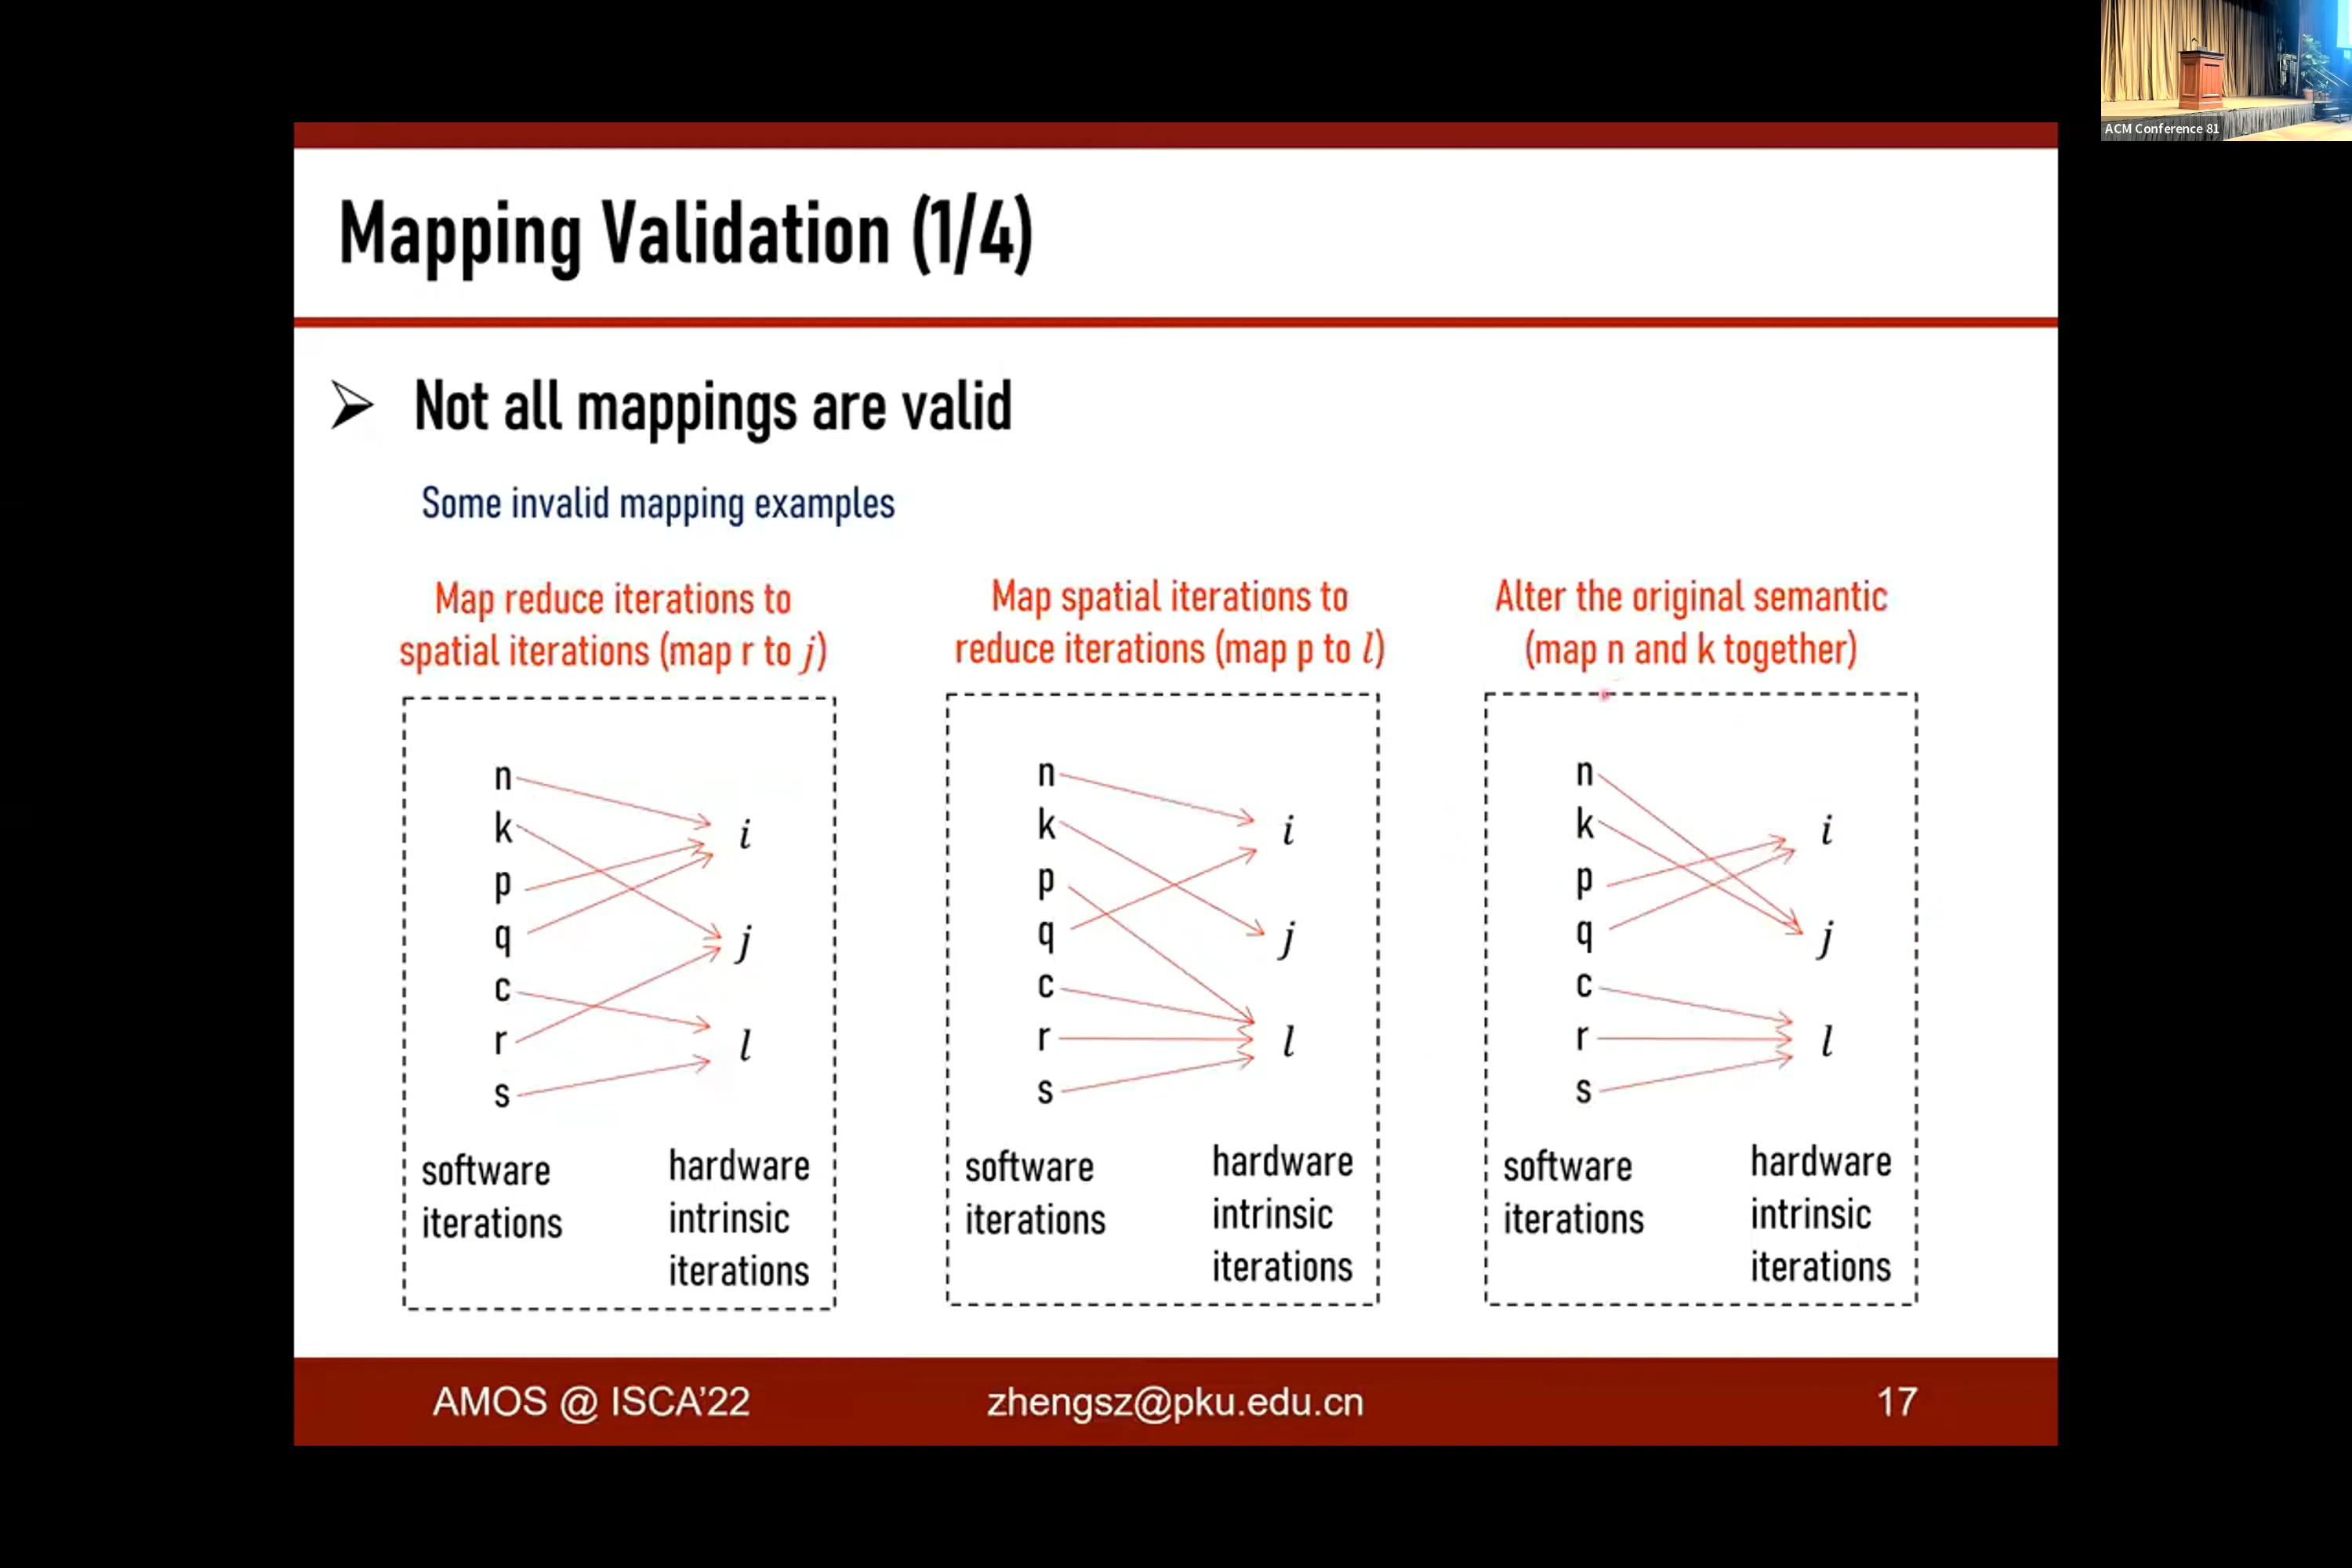 ACM Conference 81
Mapping Validation (1/4)
Not all mappings are valid
Some invalid mapping examples
Map reduce iterations to
spatial iterations (map r to j)
n
k
p
q
c
r
s
i
j
l
software
iterations
hardware
intrinsic
iterations
Map spatial iterations to
reduce iterations (map p to l)
n
k
p
q
c
r
s
i
j
l
software
iterations
hardware
intrinsic
iterations
Alter the original semantic
(map n and k together)
n
k
p
q
c
r
s
i
j
l
software
iterations
hardware
intrinsic
iterations
AMOS @ ISCA’22
zhengsz@pku.edu.cn
17